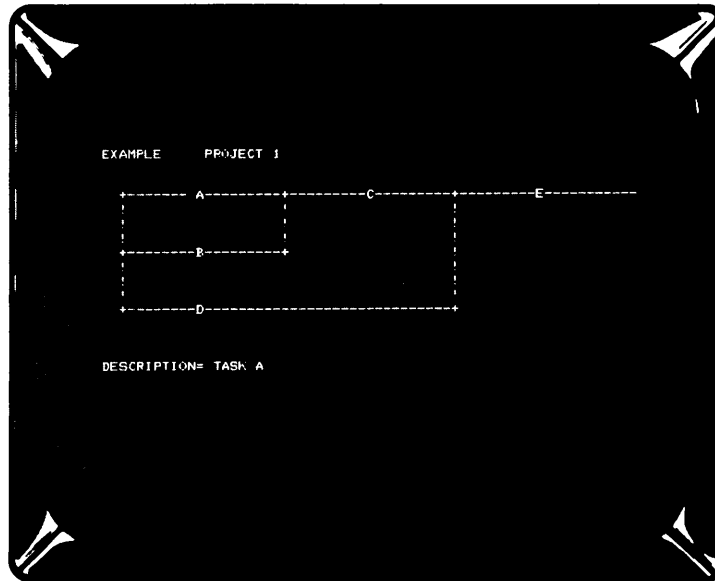 EXAMPLE PROJECT 1
A C E
B
D
DESCRIPTION= TASK A